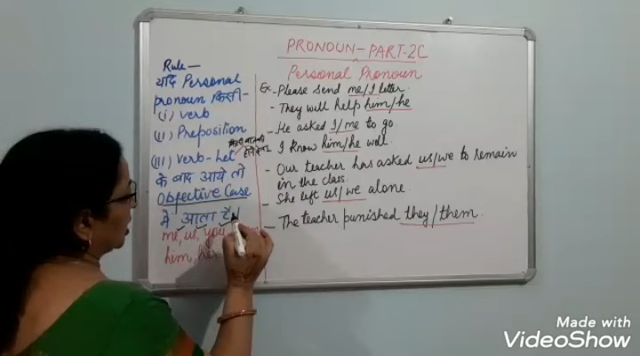 PRONOUN-PART-2C
Personal Pronoun
Rule-
यदि Personal
pronoun किसी-
(i) verb
(ii) Preposition
(iii) verb-Let
के बाद आये तो
Objective Case
में आता है।
me, us, you
him, her
Ex.- Please send me/I letter.
- They will help him/he
- He asked I/me to go
I know him/he well
- Our teacher has asked us/we to remain
in the class
- She left us/we alone
- The teacher punished they/them
Made with
VideoShow